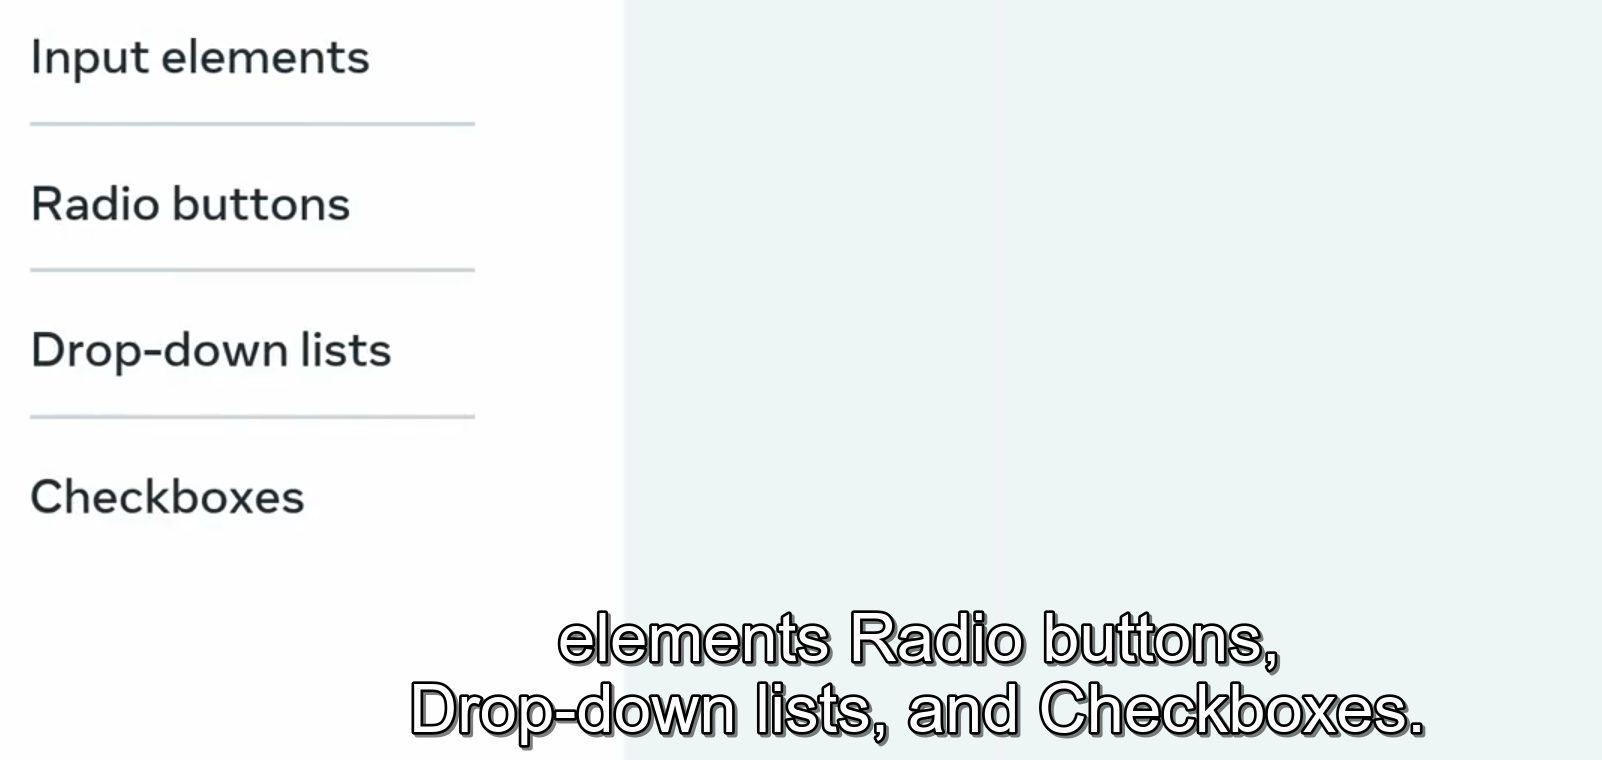 Input elements
Radio buttons
Drop-down lists
Checkboxes
elements Radio buttons,
Drop-down lists, and Checkboxes.